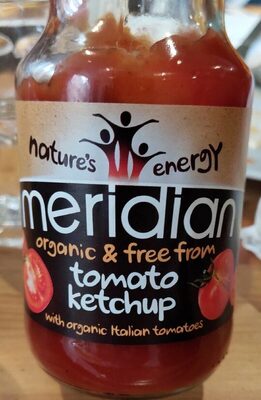 nature's energy
meridian
organic & free from
tomato
ketchup
with organic Italian tomatoes